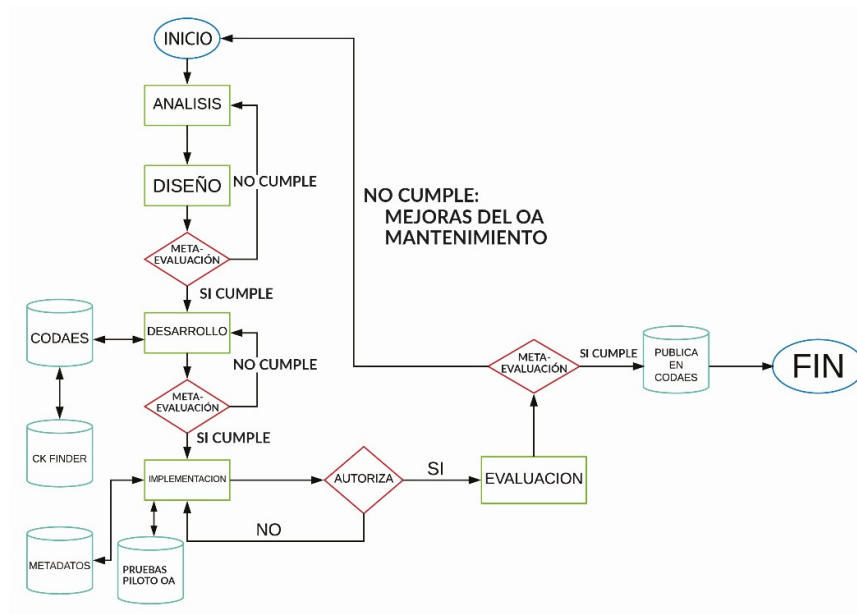 INICIO
ANALISIS
NO CUMPLE
DISEÑO
NO CUMPLE:
MEJORAS DEL OA
MANTENIMIENTO
META-
EVALUACIÓN
SI CUMPLE
CODAES
DESARROLLO
NO CUMPLE
META-
EVALUACIÓN
SI CUMPLE
PUBLICA
EN
CODAES
FIN
META-
EVALUACIÓN
SI CUMPLE
CK FINDER
IMPLEMENTACION
AUTORIZA
SI
EVALUACION
NO
METADATOS
PRUEBAS
PILOTO OA